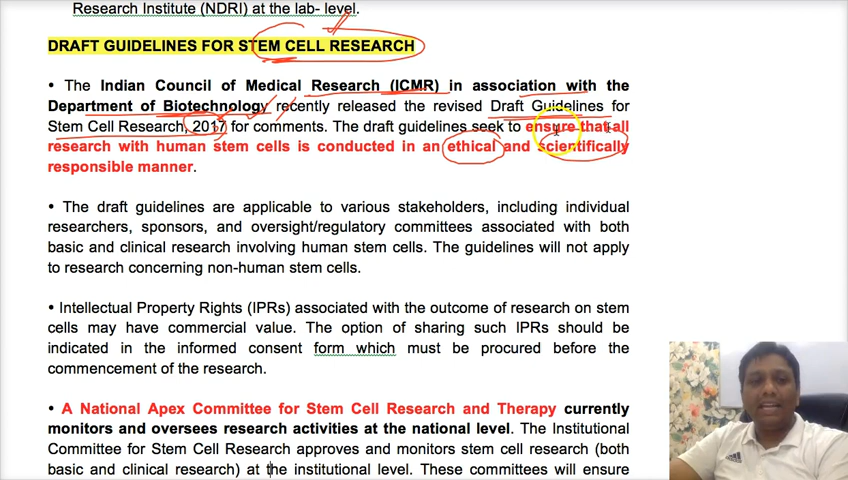 Research Institute (NDRI) at the lab- level.
DRAFT GUIDELINES FOR STEM CELL RESEARCH
• The Indian Council of Medical Research (ICMR) in association with the
Department of Biotechnology recently released the revised Draft Guidelines for
Stem Cell Research, 2017 for comments. The draft guidelines seek to ensure that all
research with human stem cells is conducted in an ethical and scientifically
responsible manner.
• The draft guidelines are applicable to various stakeholders, including individual
researchers, sponsors, and oversight/regulatory committees associated with both
basic and clinical research involving human stem cells. The guidelines will not apply
to research concerning non-human stem cells.
• Intellectual Property Rights (IPRs) associated with the outcome of research on stem
cells may have commercial value. The option of sharing such IPRs should be
indicated in the informed consent form which must be procured before the
commencement of the research.
• A National Apex Committee for Stem Cell Research and Therapy currently
monitors and oversees research activities at the national level. The Institutional
Committee for Stem Cell Research approves and monitors stem cell research (both
basic and clinical research) at the institutional level. These committees will ensure